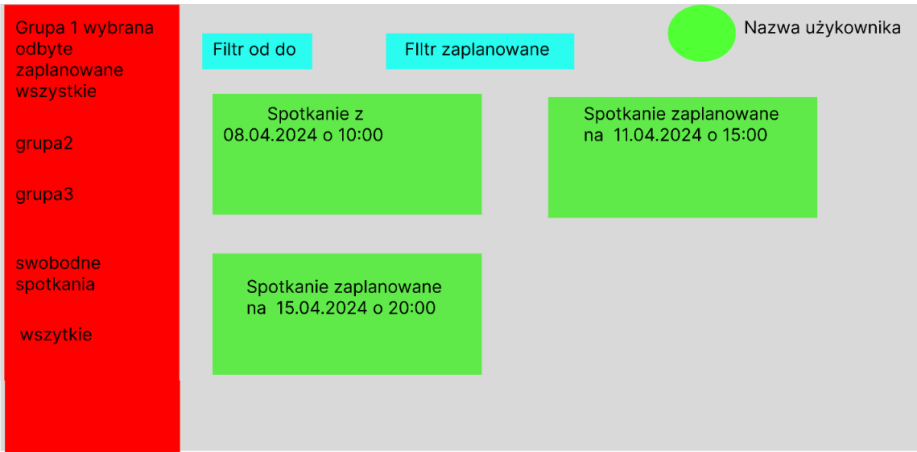 Grupa 1 wybrana
odbyte
zaplanowane
wszystkie
grupa2
grupa3
swobodne
spotkania
wszytkie
Filtr od do
FIltr zaplanowane
Nazwa użykownika
Spotkanie z
08.04.2024 o 10:00
Spotkanie zaplanowane
na 11.04.2024 o 15:00
Spotkanie zaplanowane
na 15.04.2024 o 20:00